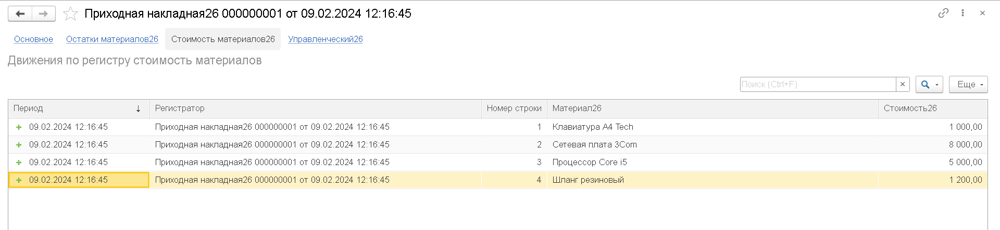 Приходная накладная26 000000001 от 09.02.2024 12:16:45
Основное Остатки материалов26 Стоимость материалов26 Управленческий26
Движения по регистру стоимость материалов
Поиск (Ctrl+F) × Еще
Период ↓ Регистратор Номер строки Материал26 Стоимость26
09.02.2024 12:16:45 Приходная накладная26 000000001 от 09.02.2024 12:16:45 1 Клавиатура A4 Tech 1 000,00
09.02.2024 12:16:45 Приходная накладная26 000000001 от 09.02.2024 12:16:45 2 Сетевая плата 3Com 8 000,00
09.02.2024 12:16:45 Приходная накладная26 000000001 от 09.02.2024 12:16:45 3 Процессор Core i5 5 000,00
09.02.2024 12:16:45 Приходная накладная26 000000001 от 09.02.2024 12:16:45 4 Шланг резиновый 1 200,00